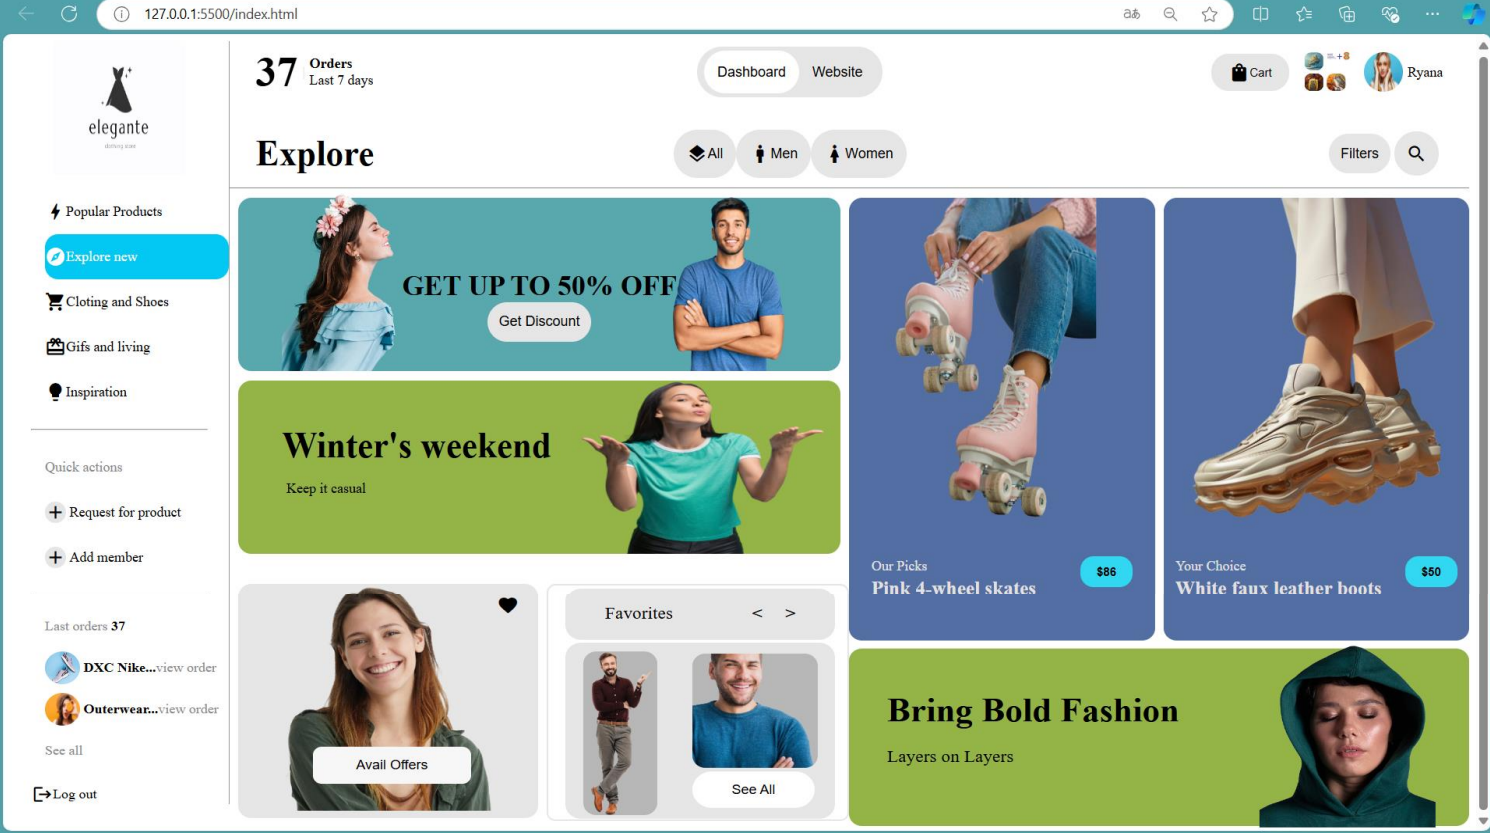 127.0.0.1:5500/index.html
aあ
elegante
37
Orders
Last 7 days
Dashboard
Website
Cart
+8
Ryana
Explore
All
Men
Women
Filters
Popular Products
Explore new
Cloting and Shoes
Gifs and living
Inspiration
Quick actions
Request for product
Add member
Last orders 37
DXC Nike...view order
Outerwear...view order
See all
Log out
GET UP TO 50% OFF
Get Discount
Winter's weekend
Keep it casual
Avail Offers
Favorites
< >
See All
Our Picks
Pink 4-wheel skates
$86
Your Choice
White faux leather boots
$50
Bring Bold Fashion
Layers on Layers